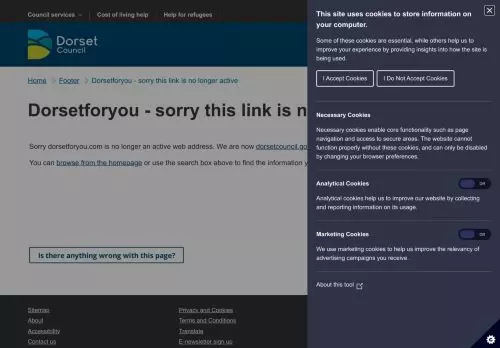 Council services
Cost of living help
Help for refugees
Dorset
Council
Home
Footer
Dorsetforyou - sorry this link is no longer active
Dorsetforyou - sorry this link is n
Sorry dorsetforyou.com is no longer an active web address. We are now dorsetcouncil.go
You can browse from the homepage or use the search box above to find the information y
Is there anything wrong with this page?
Sitemap
About
Accessibility
Contact us
Privacy and Cookies
Terms and Conditions
Translate
E-newsletter sign up
This site uses cookies to store information on
your computer.
Some of these cookies are essential, while others help us to
improve your experience by providing insights into how the site is
being used.
I Accept Cookies
I Do Not Accept Cookies
Necessary Cookies
Necessary cookies enable core functionality such as page
navigation and access to secure areas. The website cannot
function properly without these cookies, and can only be disabled
by changing your browser preferences.
Analytical Cookies
Off
Analytical cookies help us to improve our website by collecting
and reporting information on its usage.
Marketing Cookies
Off
We use marketing cookies to help us improve the relevancy of
advertising campaigns you receive.
About this tool